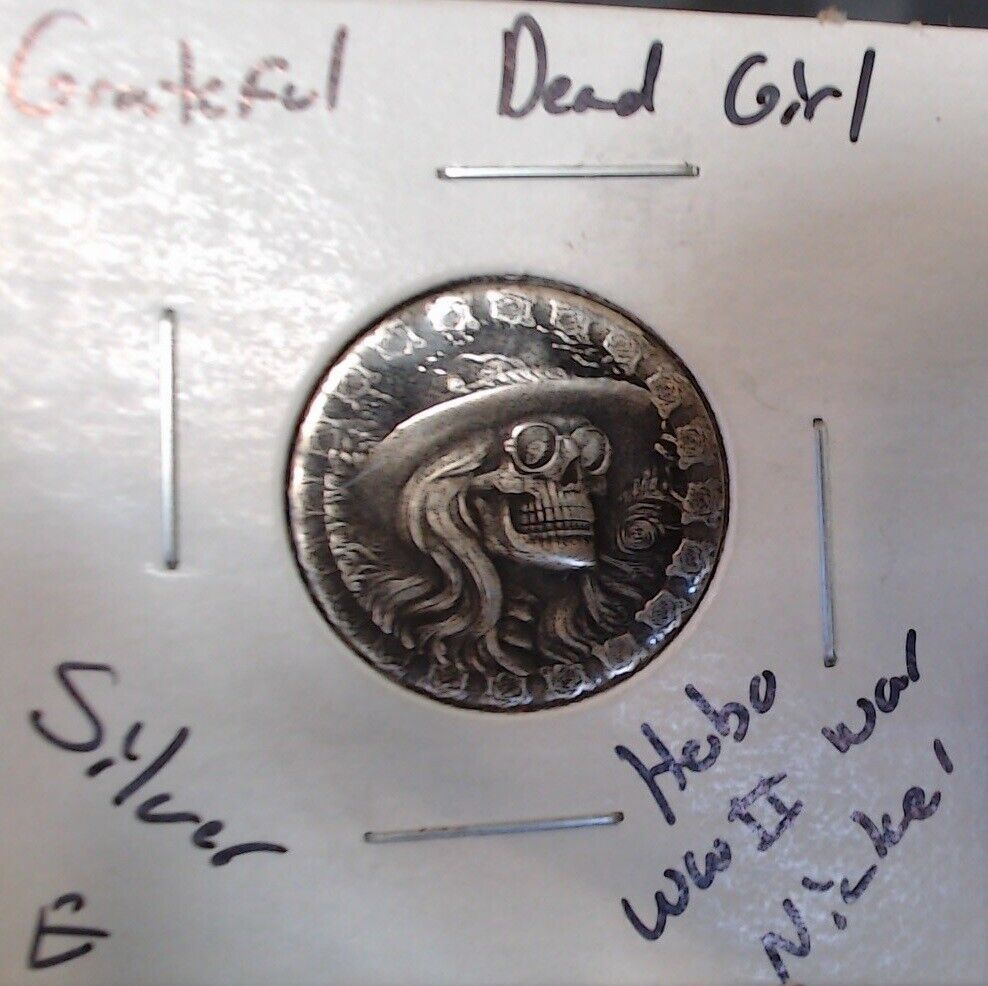 Grateful Dead Girl
Silver
Hobo
WW II war
Nickel